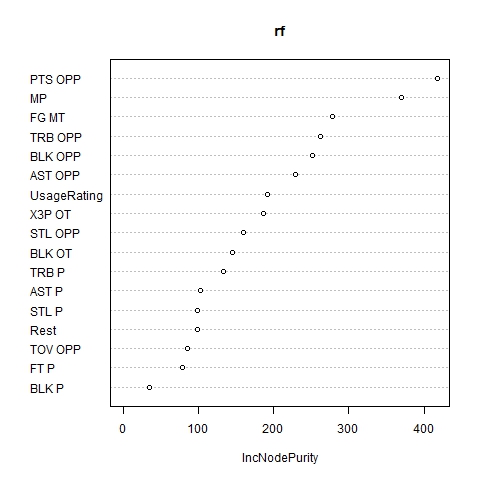 rf
PTS OPP
MP
FG MT
TRB OPP
BLK OPP
AST OPP
UsageRating
X3P OT
STL OPP
BLK OT
TRB P
AST P
STL P
Rest
TOV OPP
FT P
BLK P
0 100 200 300 400
IncNodePurity